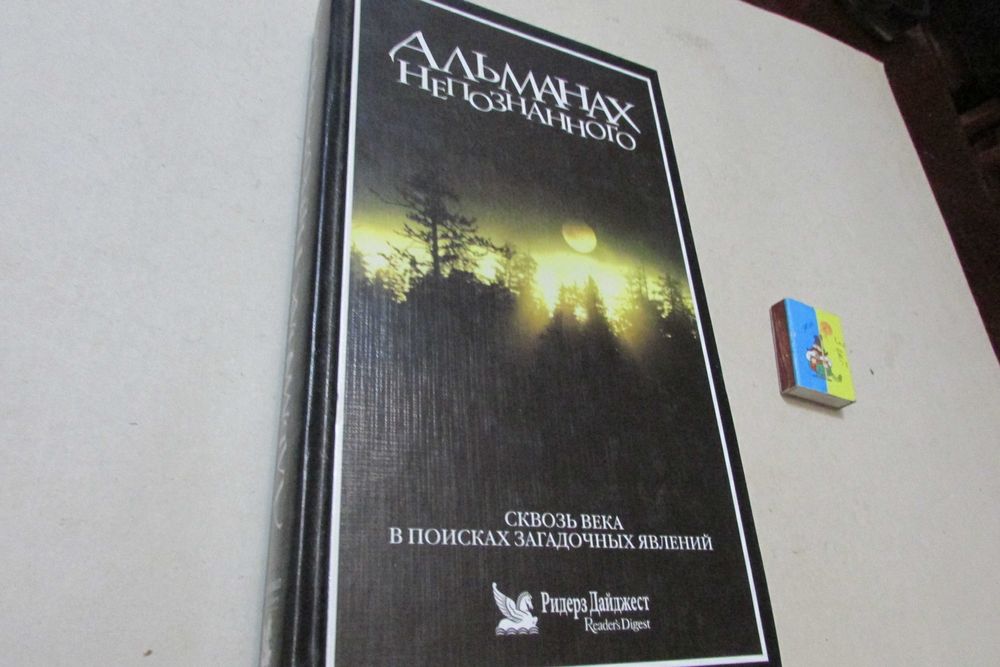 АЛЬМАНАХ
НЕПОЗНАННОГО
СКВОЗЬ ВЕКА
В ПОИСКАХ ЗАГАДОЧНЫХ ЯВЛЕНИЙ
Ридерз Дайджест
Reader's Digest